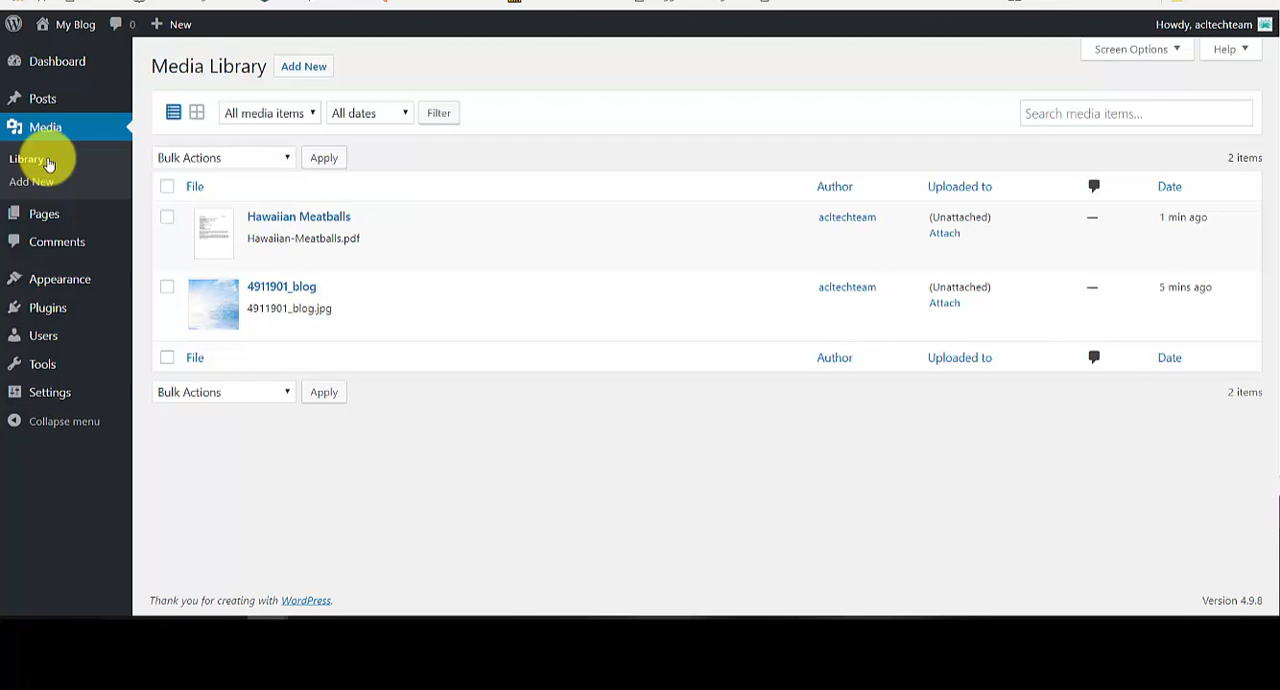 My Blog 0 New Howdy, acltechteam
Screen Options Help
Dashboard
Posts
Media
Library
Add New
Pages
Comments
Appearance
Plugins
Users
Tools
Settings
Collapse menu
Media Library Add New
All media items All dates Filter Search media items...
Bulk Actions Apply 2 items
File Author Uploaded to Date
Hawaiian Meatballs acltechteam (Unattached) — 1 min ago
Hawaiian-Meatballs.pdf Attach
4911901_blog acltechteam (Unattached) — 5 mins ago
4911901_blog.jpg Attach
File Author Uploaded to Date
Bulk Actions Apply 2 items
Thank you for creating with WordPress. Version 4.9.8